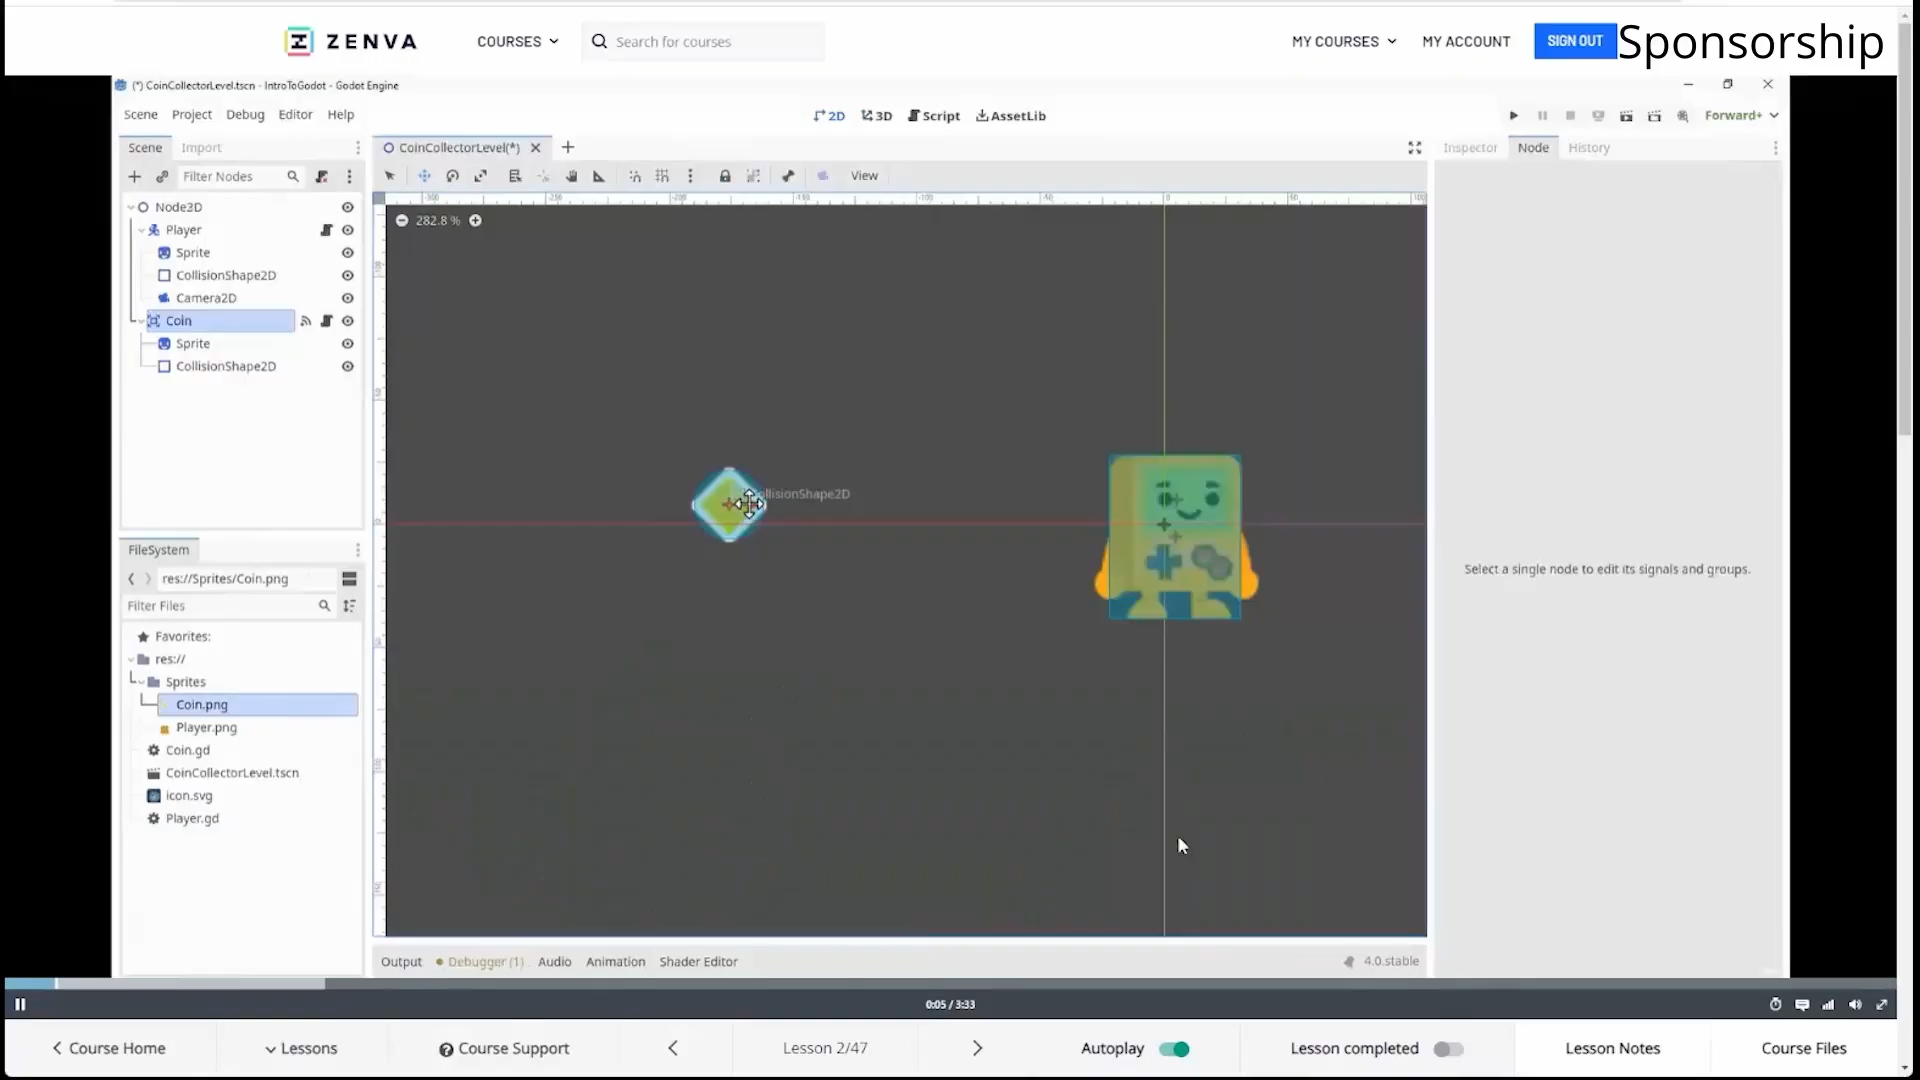 ZENVA
COURSES
Search for courses
MY COURSES
MY ACCOUNT
SIGN OUT
Sponsorship
(*) CoinCollectorLevel.tscn - IntroToGodot - Godot Engine
Scene Project Debug Editor Help
2D 3D Script AssetLib
Forward+
Scene Import
CoinCollectorLevel(*)
Inspector Node History
Filter Nodes
View
Node3D
Player
Sprite
CollisionShape2D
Camera2D
Coin
Sprite
CollisionShape2D
282.8 %
ollisionShape2D
Select a single node to edit its signals and groups.
FileSystem
res://Sprites/Coin.png
Filter Files
Favorites:
res://
Sprites
Coin.png
Player.png
Coin.gd
CoinCollectorLevel.tscn
icon.svg
Player.gd
Output Debugger (1) Audio Animation Shader Editor
4.0.stable
0:05 / 3:33
Course Home Lessons Course Support Lesson 2/47 Autoplay Lesson completed Lesson Notes Course Files